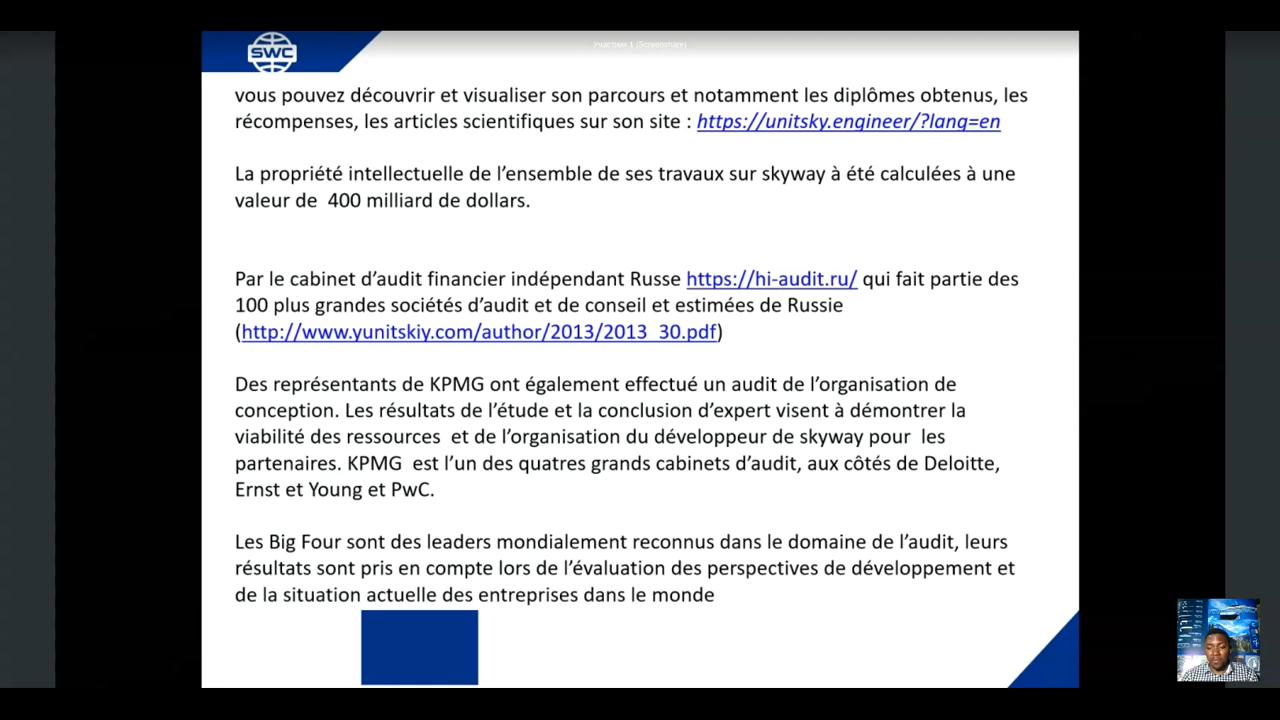 SWC
Участник 1 (Screenshare)
vous pouvez découvrir et visualiser son parcours et notamment les diplômes obtenus, les
récompenses, les articles scientifiques sur son site : https://unitsky.engineer/?lang=en
La propriété intellectuelle de l’ensemble de ses travaux sur skyway à été calculées à une
valeur de 400 milliard de dollars.
Par le cabinet d’audit financier indépendant Russe https://hi-audit.ru/ qui fait partie des
100 plus grandes sociétés d’audit et de conseil et estimées de Russie
(http://www.yunitskiy.com/author/2013/2013_30.pdf)
Des représentants de KPMG ont également effectué un audit de l’organisation de
conception. Les résultats de l’étude et la conclusion d’expert visent à démontrer la
viabilité des ressources et de l’organisation du développeur de skyway pour les
partenaires. KPMG est l’un des quatres grands cabinets d’audit, aux côtés de Deloitte,
Ernst et Young et PwC.
Les Big Four sont des leaders mondialement reconnus dans le domaine de l’audit, leurs
résultats sont pris en compte lors de l’évaluation des perspectives de développement et
de la situation actuelle des entreprises dans le monde